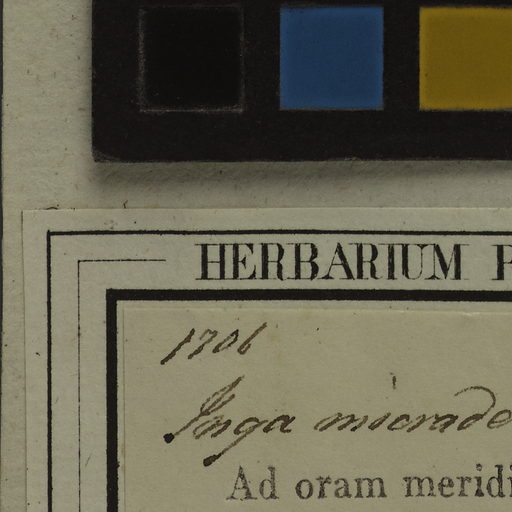 HERBARIUM
1706
Inga micrade
Ad oram meridi